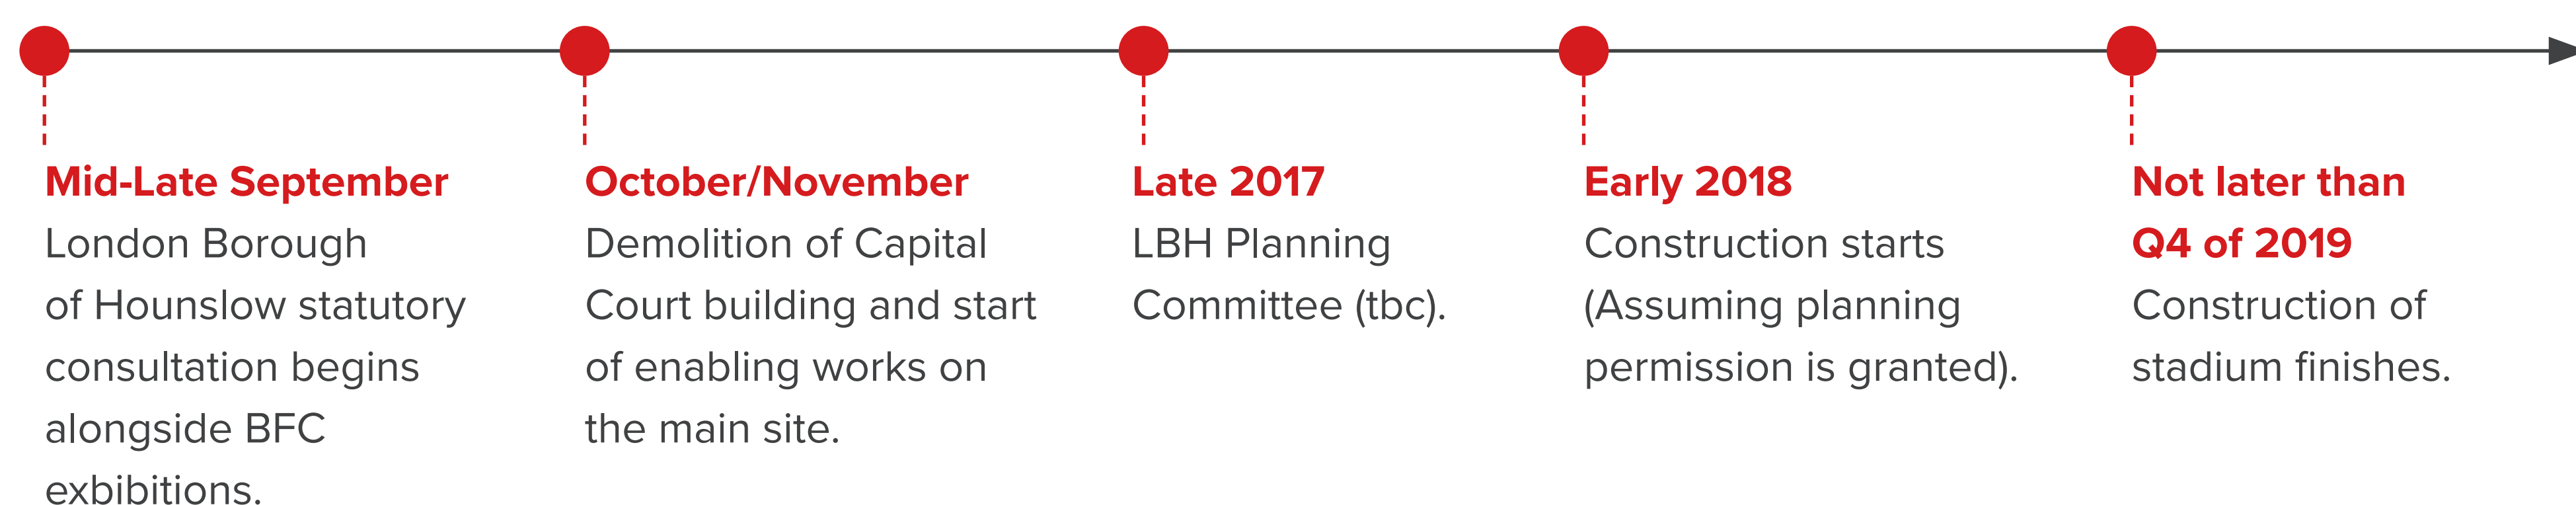 Mid-Late September
London Borough
of Hounslow statutory
consultation begins
alongside BFC
exbibitions.
October/November
Demolition of Capital
Court building and start
of enabling works on
the main site.
Late 2017
LBH Planning
Committee (tbc).
Early 2018
Construction starts
(Assuming planning
permission is granted).
Not later than
Q4 of 2019
Construction of
stadium finishes.